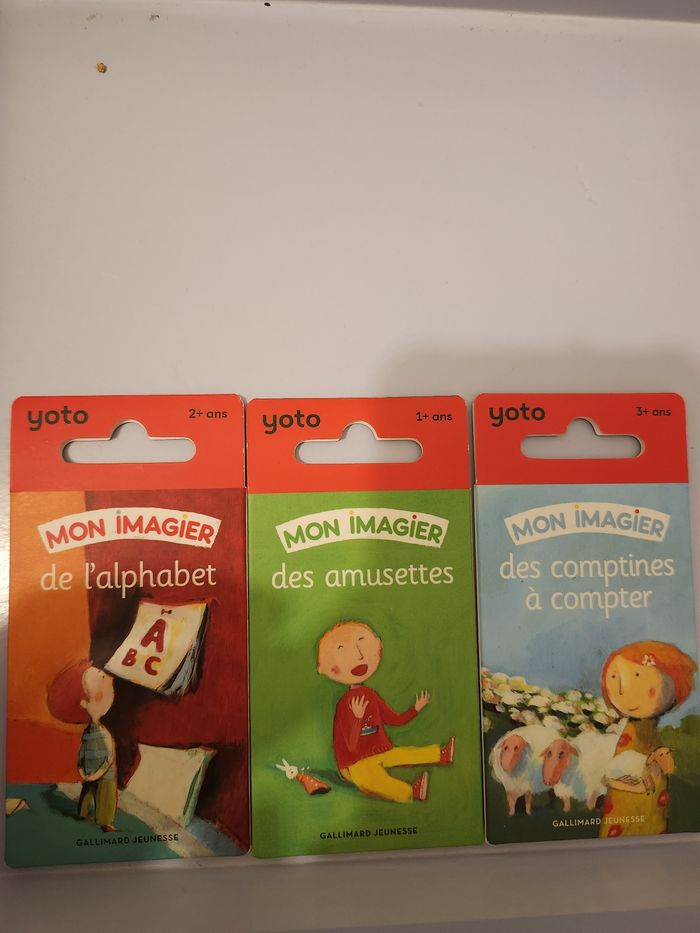 yoto 2+ ans
MON IMAGIER
de l'alphabet
A
B C
GALLIMARD JEUNESSE
yoto 1+ ans
MON IMAGIER
des amusettes
GALLIMARD JEUNESSE
yoto 3+ ans
MON IMAGIER
des comptines
à compter
GALLIMARD JEUNESSE